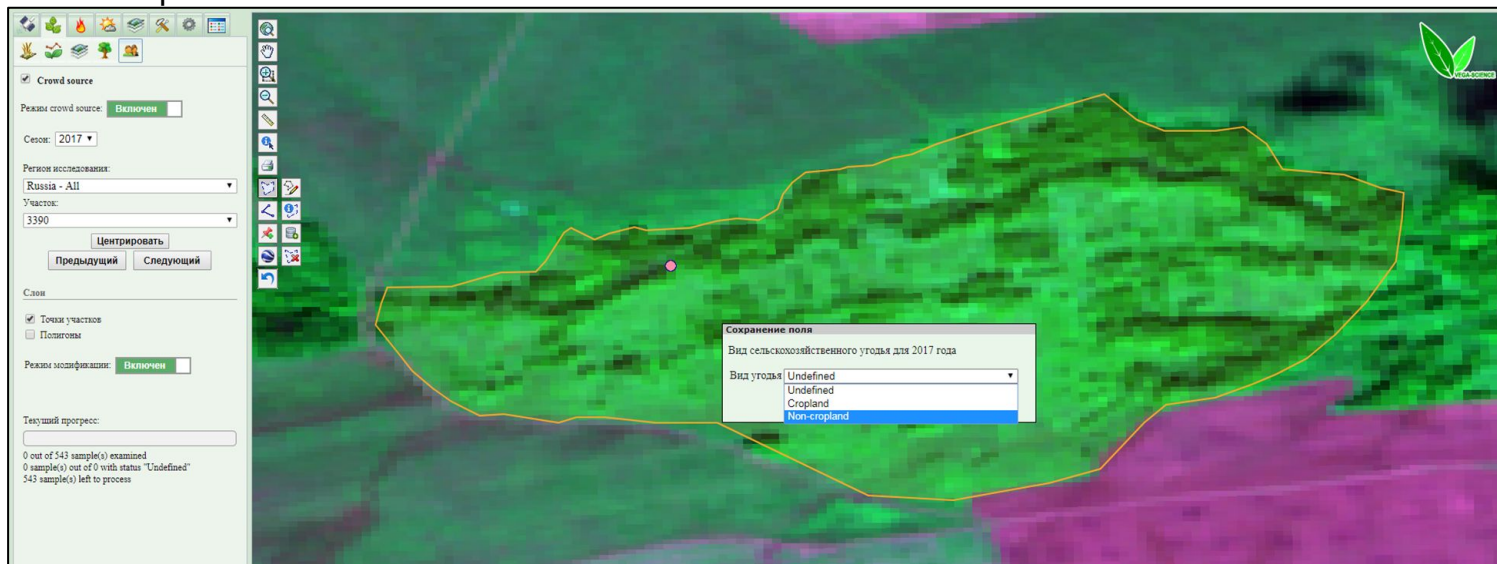 Crowd source
Режим crowd source: Включен
Сезон: 2017
Регион исследования:
Russia - All
Участок:
3390
Центрировать
Предыдущий Следующий
Слои
Точки участков
Полигоны
Режим модификации: Включен
Текущий прогресс:
0 out of 543 sample(s) examined
0 sample(s) out of 0 with status "Undefined"
543 sample(s) left to process
VEGA-SCIENCE
Сохранение поля
Вид сельскохозяйственного угодья для 2017 года
Вид угодья Undefined
Undefined
Cropland
Non-cropland